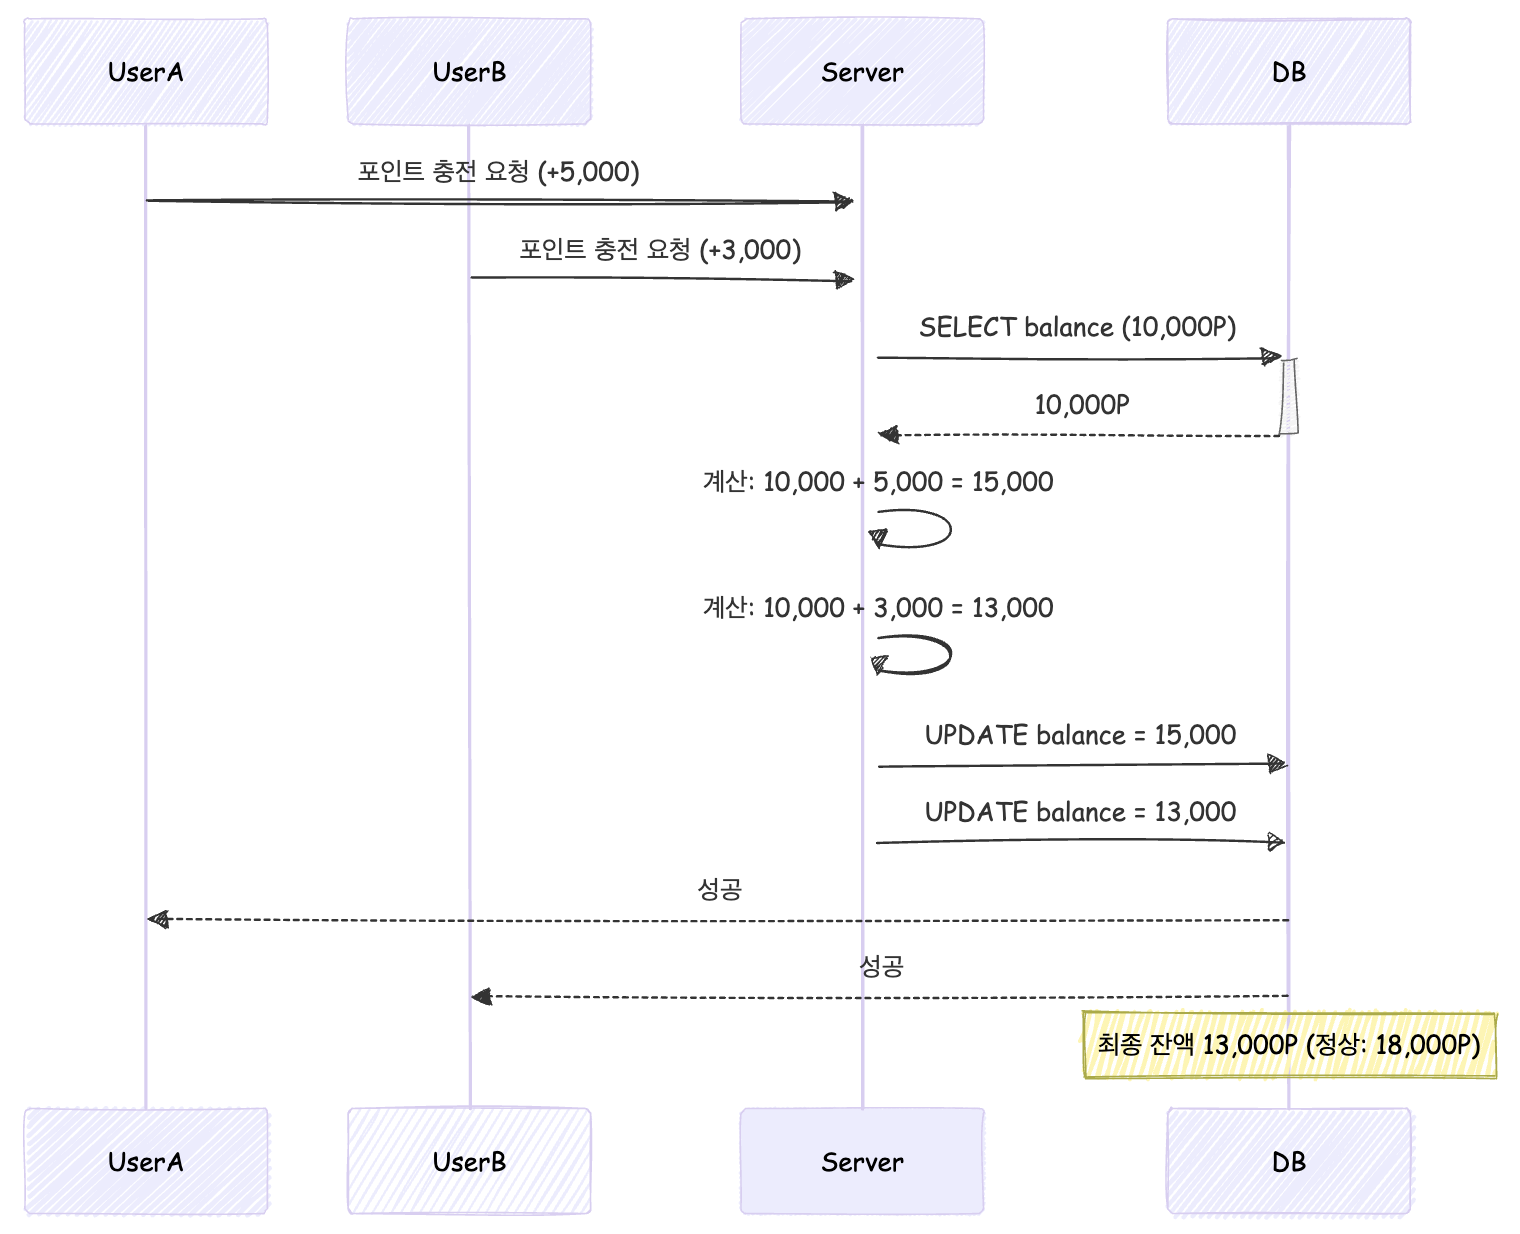 UserA
UserB
Server
DB
포인트 충전 요청 (+5,000)
포인트 충전 요청 (+3,000)
SELECT balance (10,000P)
10,000P
계산: 10,000 + 5,000 = 15,000
계산: 10,000 + 3,000 = 13,000
UPDATE balance = 15,000
UPDATE balance = 13,000
성공
성공
최종 잔액 13,000P (정상: 18,000P)
UserA
UserB
Server
DB